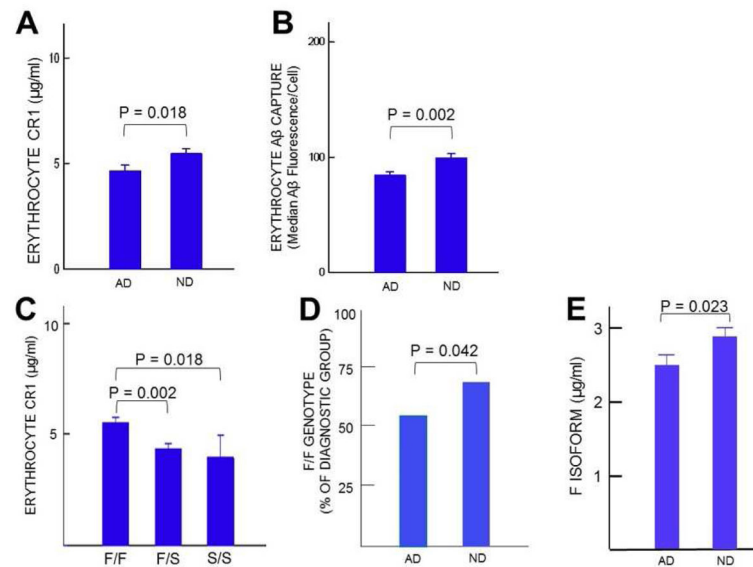 A
ERYTHROCYTE CR1 (µg/ml)
10
5
0
P = 0.018
AD
ND
B
ERYTHROCYTE Aβ CAPTURE
(Median Aβ Fluorescence/Cell)
200
100
00
P = 0.002
AD
ND
C
ERYTHROCYTE CR1 (µg/ml)
10
5
P = 0.018
P = 0.002
F/F
F/S
S/S
D
F/F GENOTYPE
(% OF DIAGNOSTIC GROUP)
100
75
50
25
P = 0.042
AD
ND
E
F ISOFORM (µg/ml)
3
2
1
P = 0.023
AD
ND